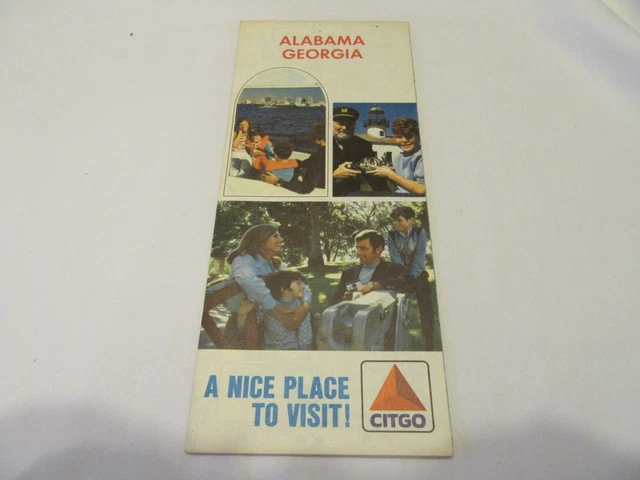 ALABAMA
GEORGIA
A NICE PLACE
TO VISIT!
CITGO